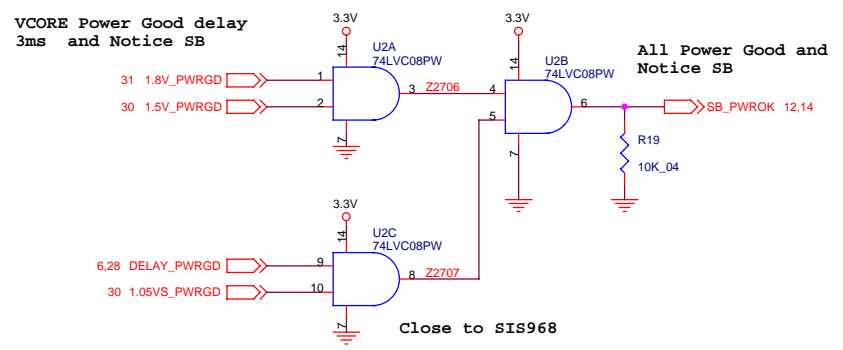 VCORE Power Good delay
3ms and Notice SB
3.3V
14
U2A
74LVC08PW
31 1.8V_PWRGD
1
30 1.5V_PWRGD
2
3
Z2706
7
3.3V
14
U2B
74LVC08PW
4
5
6
7
All Power Good and
Notice SB
SB_PWROK 12,14
R19
10K_04
3.3V
14
U2C
74LVC08PW
6,28 DELAY_PWRGD
9
30 1.05VS_PWRGD
10
8
Z2707
7
Close to SIS968